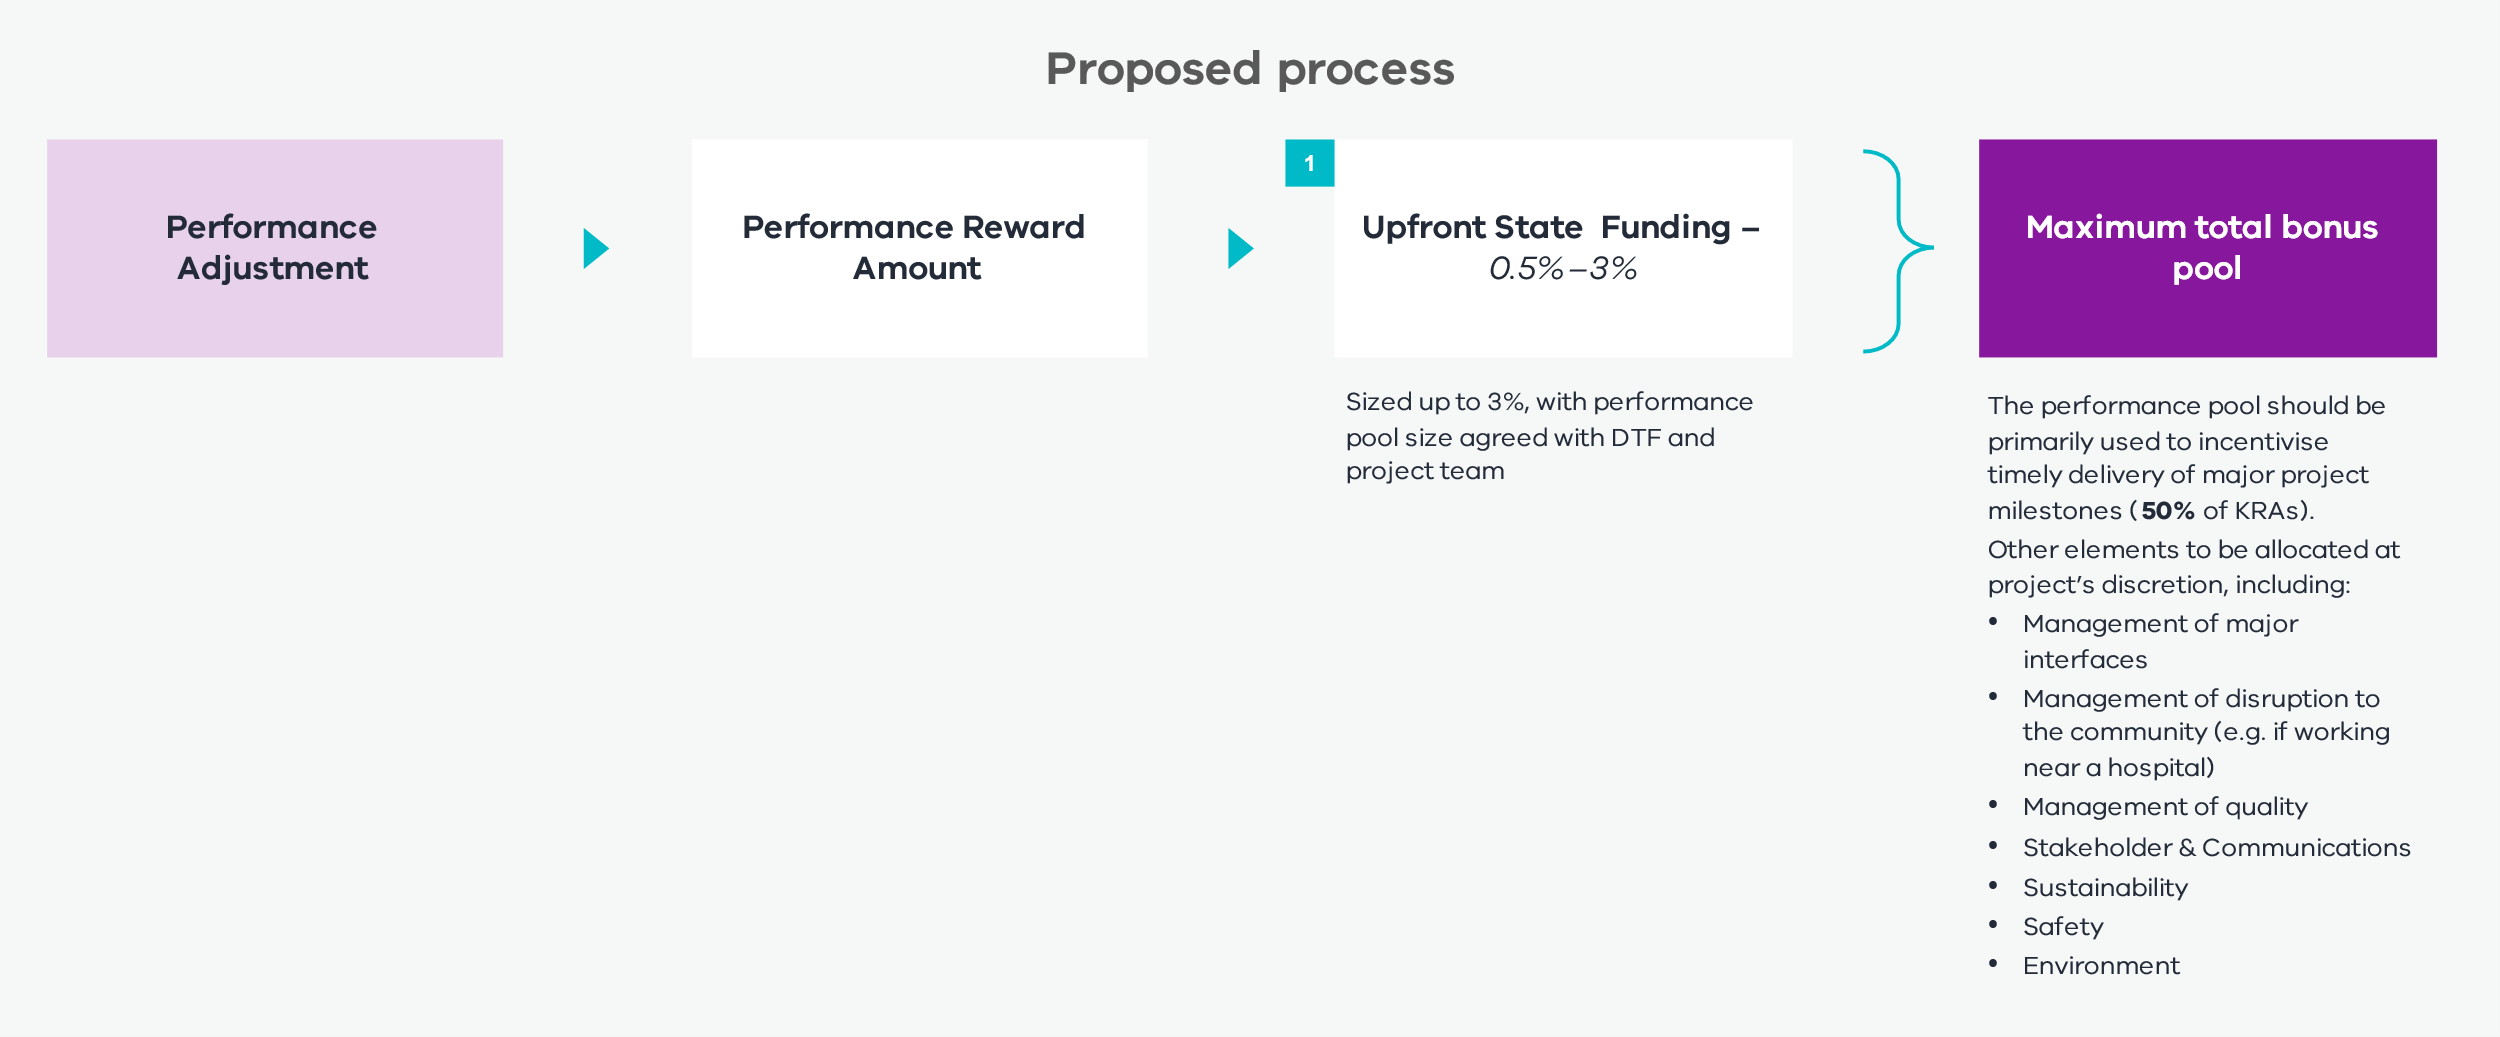 Proposed process
Performance
Adjustment
Performance Reward
Amount
1
Upfront State Funding –
0.5%–3%
Sized up to 3%, with performance
pool size agreed with DTF and
project team
Maximum total bonus
pool
The performance pool should be
primarily used to incentivise
timely delivery of major project
milestones (50% of KRAs).
Other elements to be allocated at
project’s discretion, including:
• Management of major
interfaces
• Management of disruption to
the community (e.g. if working
near a hospital)
• Management of quality
• Stakeholder & Communications
• Sustainability
• Safety
• Environment